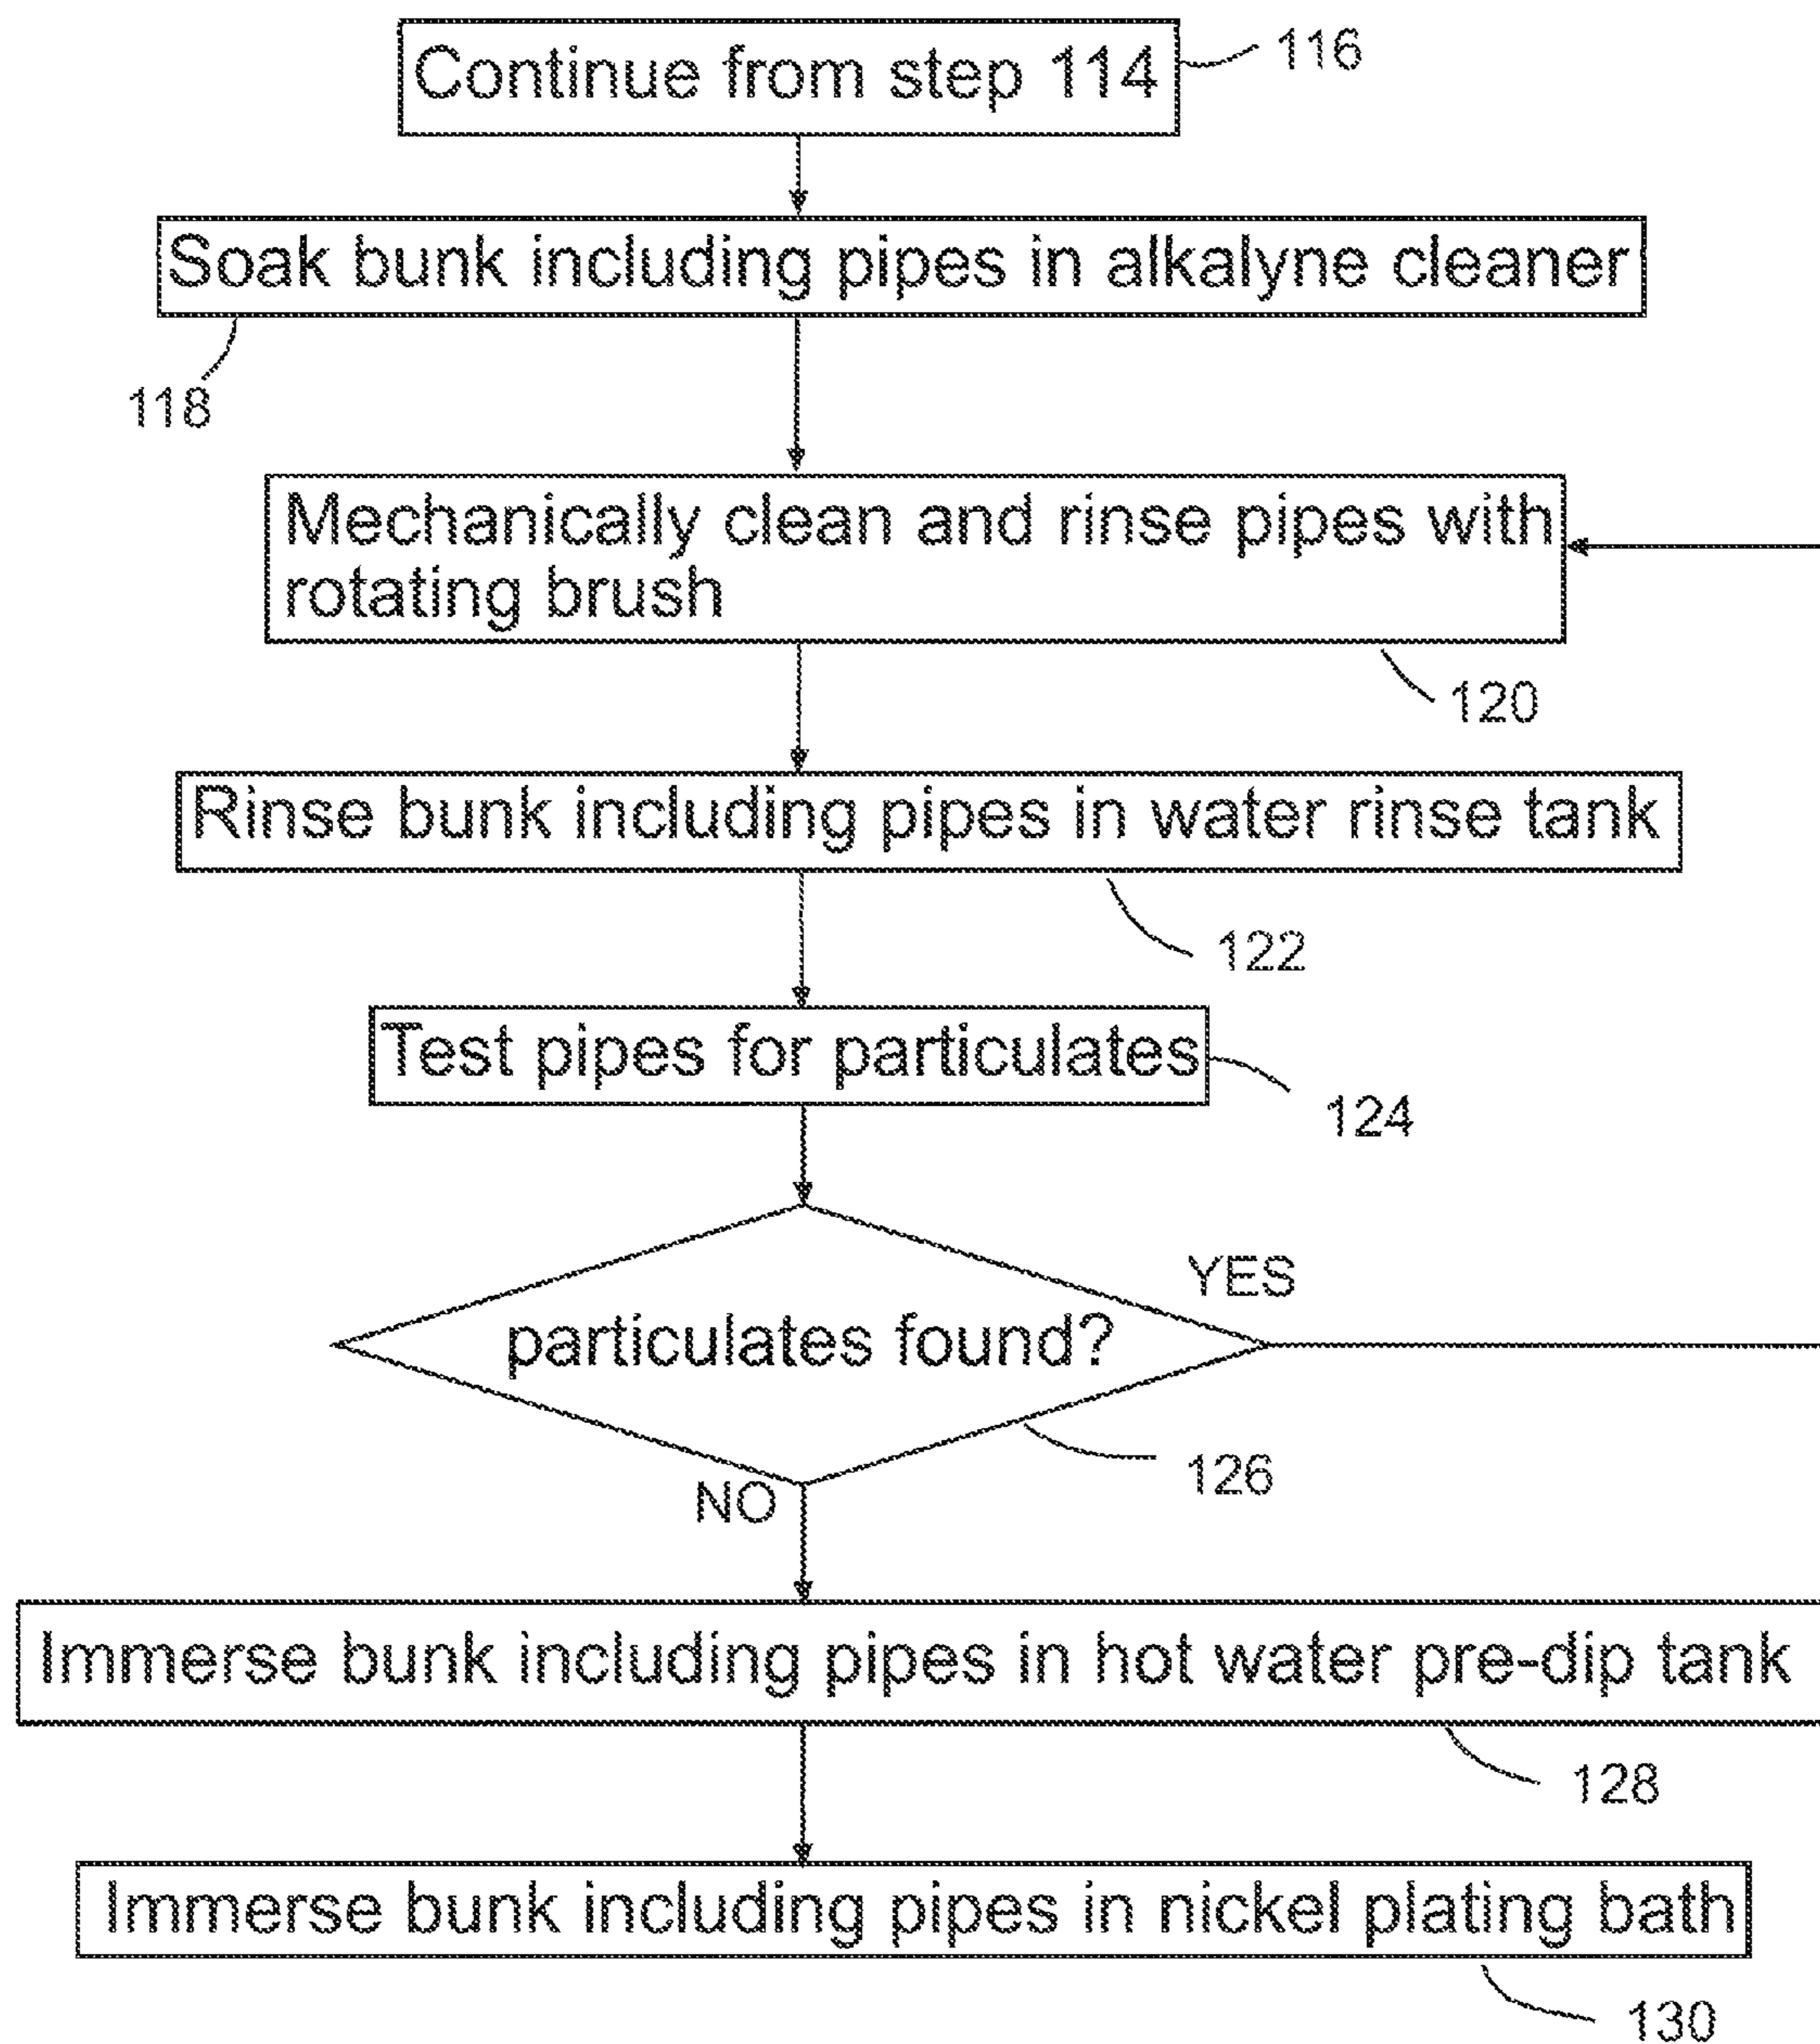 Continue from step 114
116
Soak bunk including pipes in alkalyne cleaner
118
Mechanically clean and rinse pipes with
rotating brush
120
Rinse bunk including pipes in water rinse tank
122
Test pipes for particulates
124
YES
particulates found?
126
NO
Immerse bunk including pipes in hot water pre-dip tank
128
Immerse bunk including pipes in nickel plating bath
130